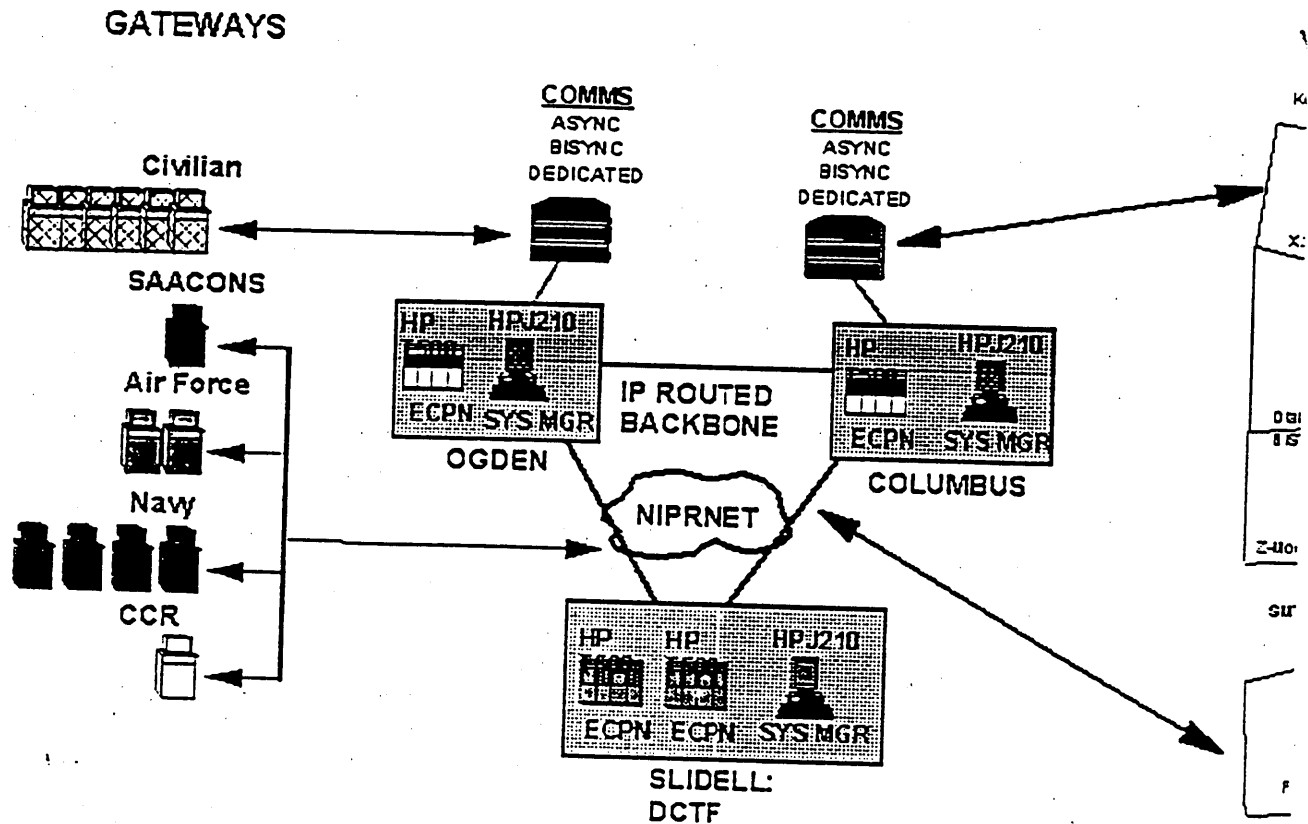 GATEWAYS
COMMS
ASYNC
BISYNC
DEDICATED
COMMS
ASYNC
BISYNC
DEDICATED
Civilian
SAACONS
Air Force
Navy
CCR
HP
HPJ210
ECPN
SYS MGR
OGDEN
IP ROUTED
BACKBONE
HP
HPJ210
ECPN
SYS MGR
COLUMBUS
NIPRNET
HP
HP
HPJ210
ECPN
ECPN
SYS MGR
SLIDELL:
DCTF